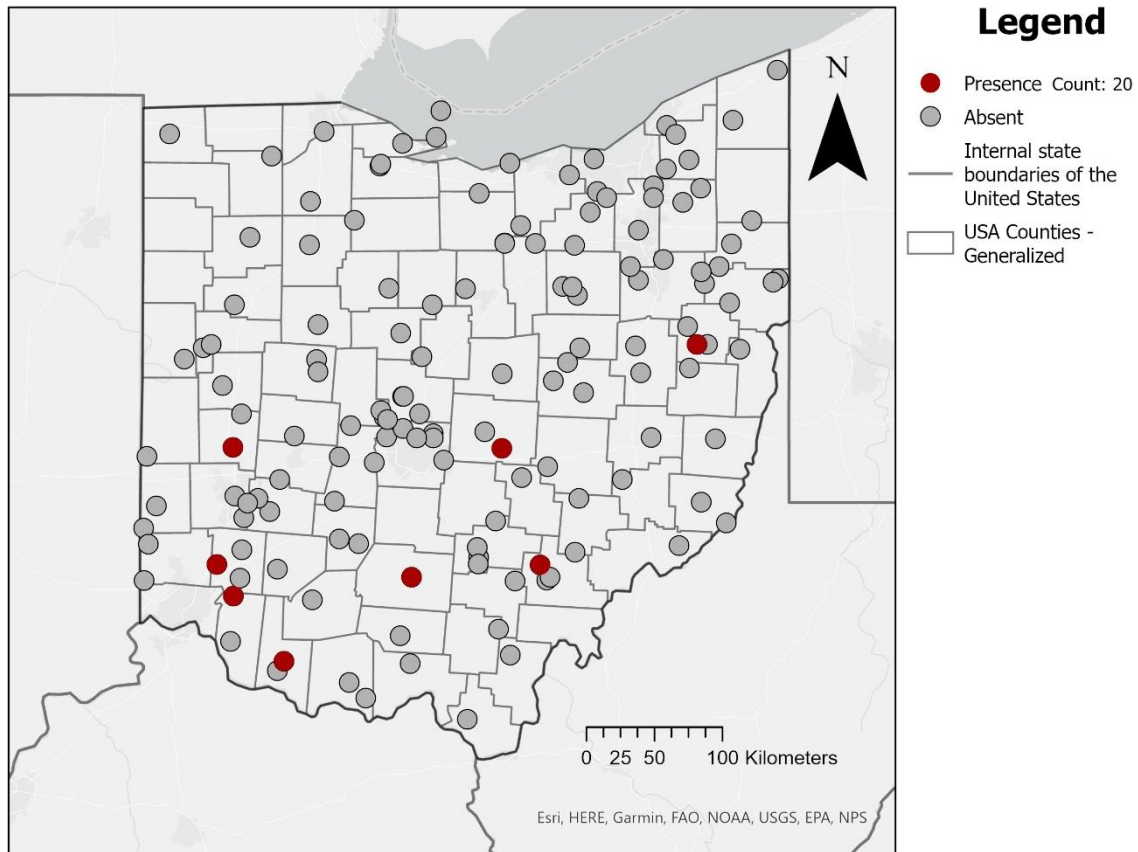 Legend
N
Presence Count: 20
Absent
Internal state
boundaries of the
United States
USA Counties -
Generalized
0 25 50 100 Kilometers
Esri, HERE, Garmin, FAO, NOAA, USGS, EPA, NPS